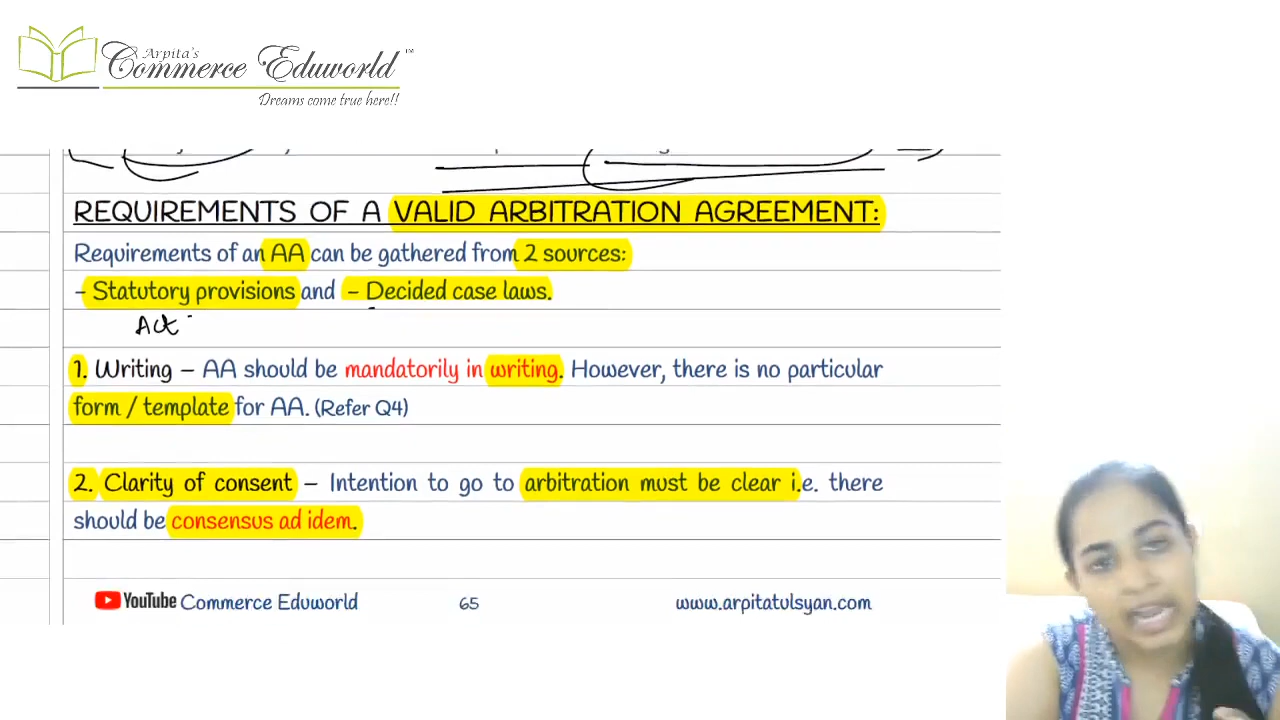 Arpita's
Commerce Eduworld™
Dreams come true here!!
REQUIREMENTS OF A VALID ARBITRATION AGREEMENT:
Requirements of an AA can be gathered from 2 sources:
- Statutory provisions and - Decided case laws.
Act
1. Writing – AA should be mandatorily in writing. However, there is no particular
form / template for AA. (Refer Q4)
2. Clarity of consent – Intention to go to arbitration must be clear i.e. there
should be consensus ad idem.
YouTube Commerce Eduworld 65 www.arpitatulsyan.com